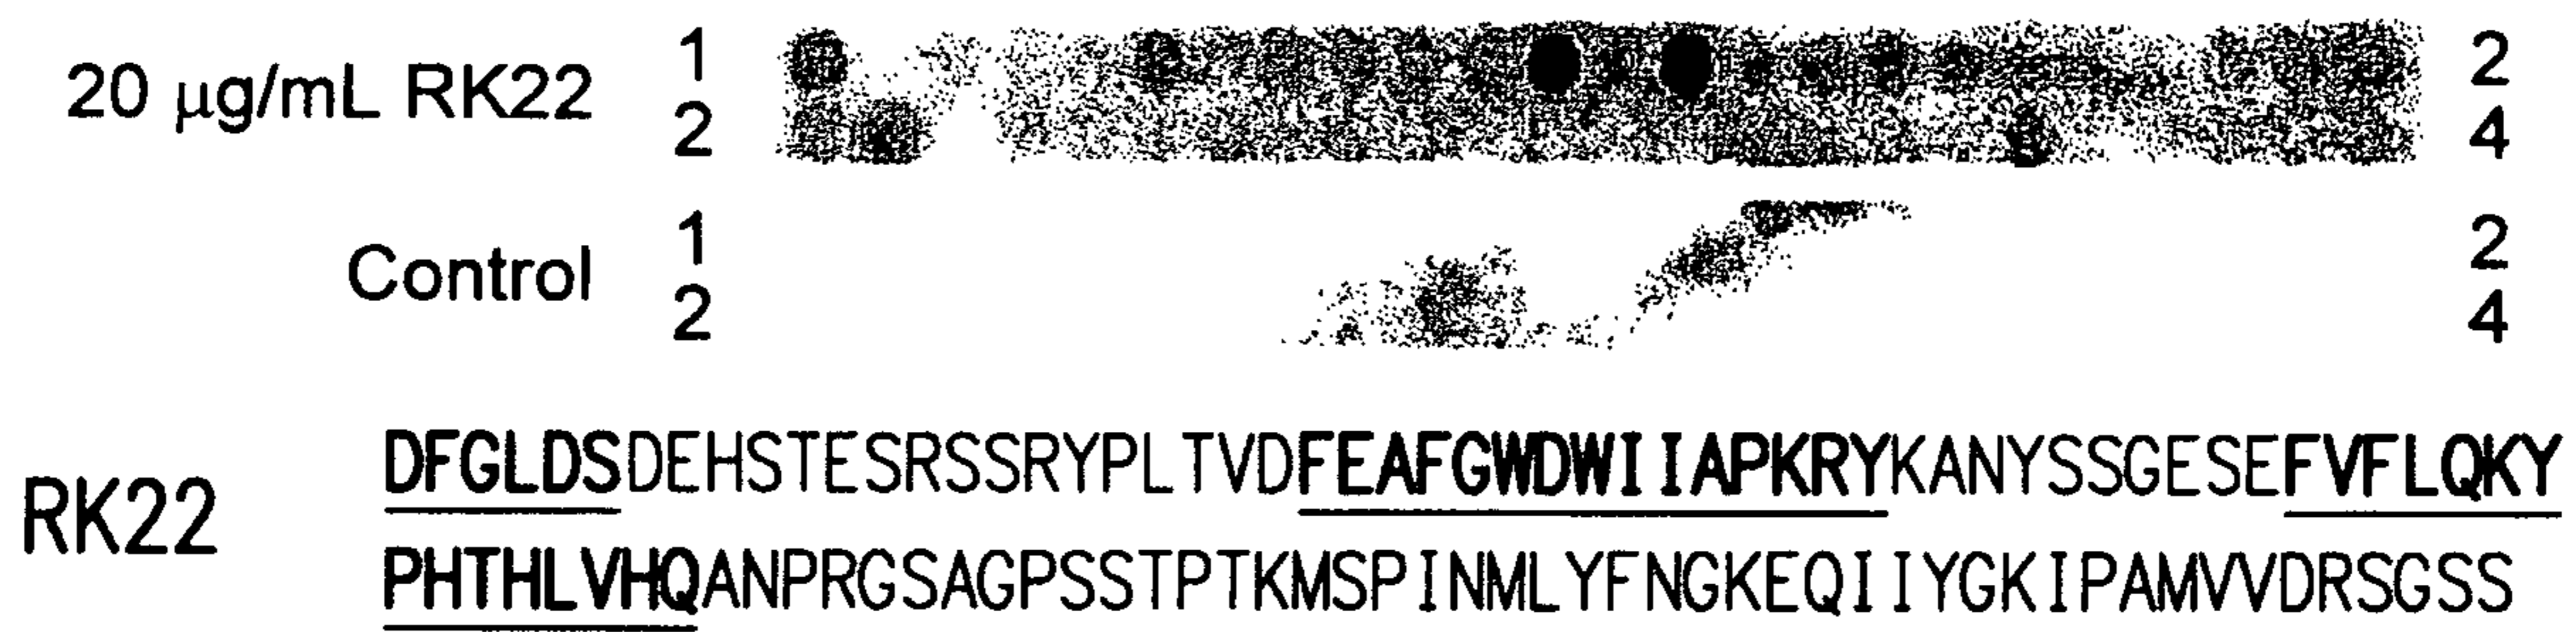 20 μg/mL RK22 1 2
2 4
Control 1 2
2 4
RK22 DFGLDSDEHSTESRSSRYPLTVDFEAFGWDWIIAPKRYKANYSSGESEFVFLQKY
PHTHLVHQANPRGSAGPSSTPTKMSPINMLYFNGKEQIIYGKIPAMVVDRSGSS